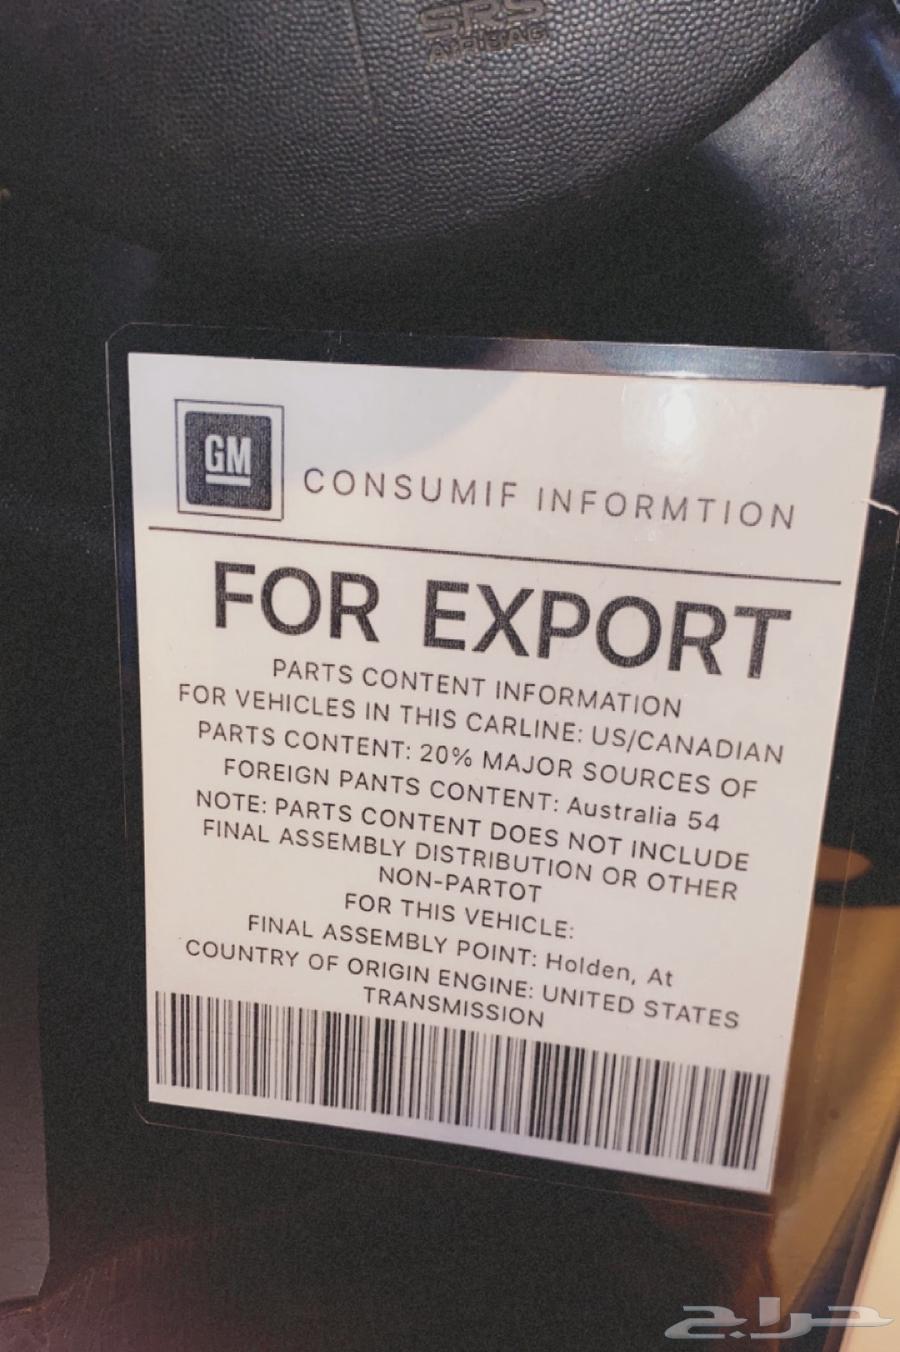 SRS
AIRBAG
GM
CONSUMIF INFORMTION
FOR EXPORT
PARTS CONTENT INFORMATION
FOR VEHICLES IN THIS CARLINE: US/CANADIAN
PARTS CONTENT: 20% MAJOR SOURCES OF
FOREIGN PANTS CONTENT: Australia 54
NOTE: PARTS CONTENT DOES NOT INCLUDE
FINAL ASSEMBLY DISTRIBUTION OR OTHER
NON-PARTOT
FOR THIS VEHICLE:
FINAL ASSEMBLY POINT: Holden, At
COUNTRY OF ORIGIN ENGINE: UNITED STATES
TRANSMISSION
حراج